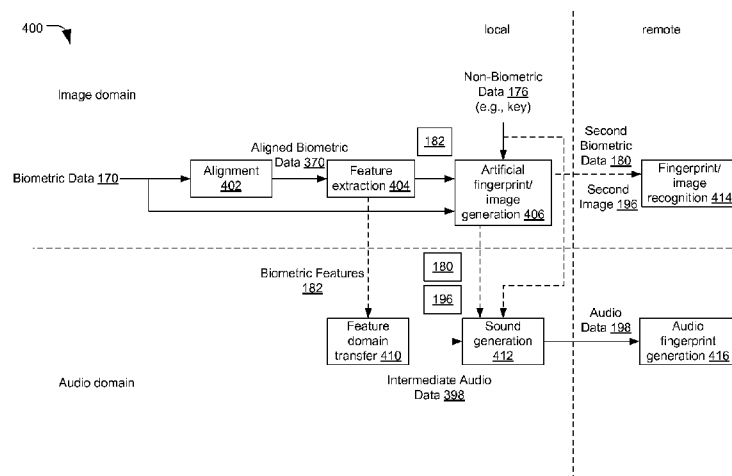 400
local
remote
Image domain
Non-Biometric
Data 176
(e.g., key)
182
Aligned Biometric
Data 370
Second
Biometric
Data 180
Biometric Data 170
Alignment
402
Feature
extraction 404
Artificial
fingerprint/
image
generation 406
Second
Image 196
Fingerprint/
image
recognition 414
Biometric Features
182
180
196
Feature
domain
transfer 410
Sound
generation
412
Audio
Data 198
Audio
fingerprint
generation 416
Intermediate Audio
Data 398
Audio domain